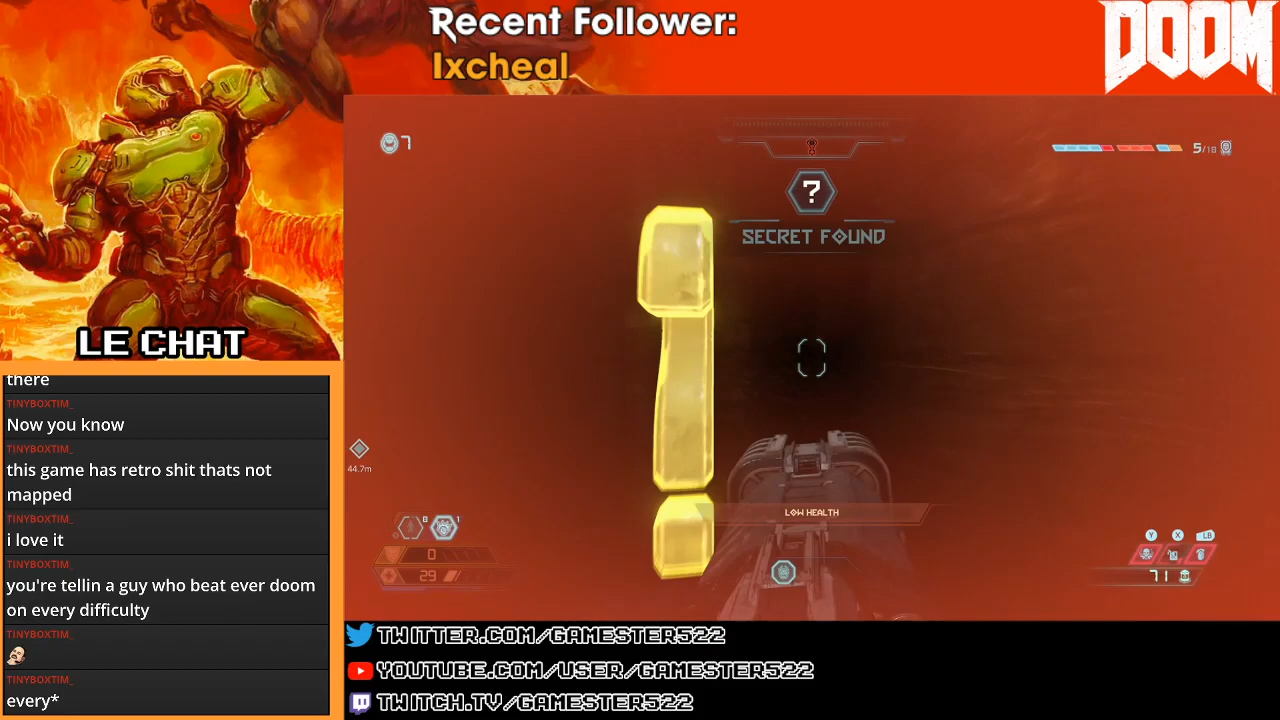 Recent Follower:
Ixcheal
DOOM
7
5/18
?
SECRET FOUND
LE CHAT
there
TINYBOXTIM_
Now you know
TINYBOXTIM_
this game has retro shit thats not
mapped
TINYBOXTIM_
i love it
TINYBOXTIM_
you're tellin a guy who beat ever doom
on every difficulty
TINYBOXTIM_
TINYBOXTIM_
every*
44.7m
LOW HEALTH
8
1
0
29
Y X LB
71
TWITTER.COM/GAMESTER522
YOUTUBE.COM/USER/GAMESTER522
TWITCH.TV/GAMESTER522